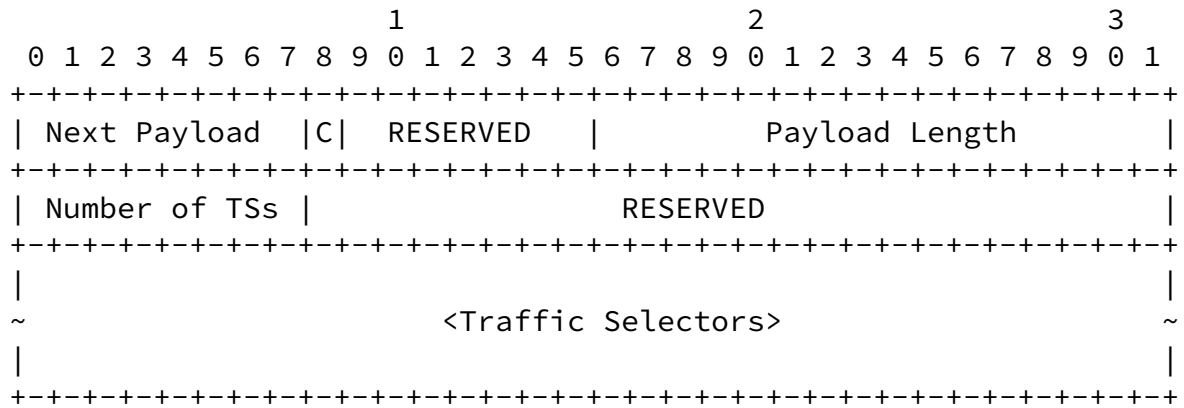 1                   2                   3
 0 1 2 3 4 5 6 7 8 9 0 1 2 3 4 5 6 7 8 9 0 1 2 3 4 5 6 7 8 9 0 1
+-+-+-+-+-+-+-+-+-+-+-+-+-+-+-+-+-+-+-+-+-+-+-+-+-+-+-+-+-+-+-+-+
| Next Payload  |C|  RESERVED   |         Payload Length        |
+-+-+-+-+-+-+-+-+-+-+-+-+-+-+-+-+-+-+-+-+-+-+-+-+-+-+-+-+-+-+-+-+
| Number of TSs |                 RESERVED                      |
+-+-+-+-+-+-+-+-+-+-+-+-+-+-+-+-+-+-+-+-+-+-+-+-+-+-+-+-+-+-+-+-+
|                                                               |
~                       <Traffic Selectors>                     ~
|                                                               |
+-+-+-+-+-+-+-+-+-+-+-+-+-+-+-+-+-+-+-+-+-+-+-+-+-+-+-+-+-+-+-+-+